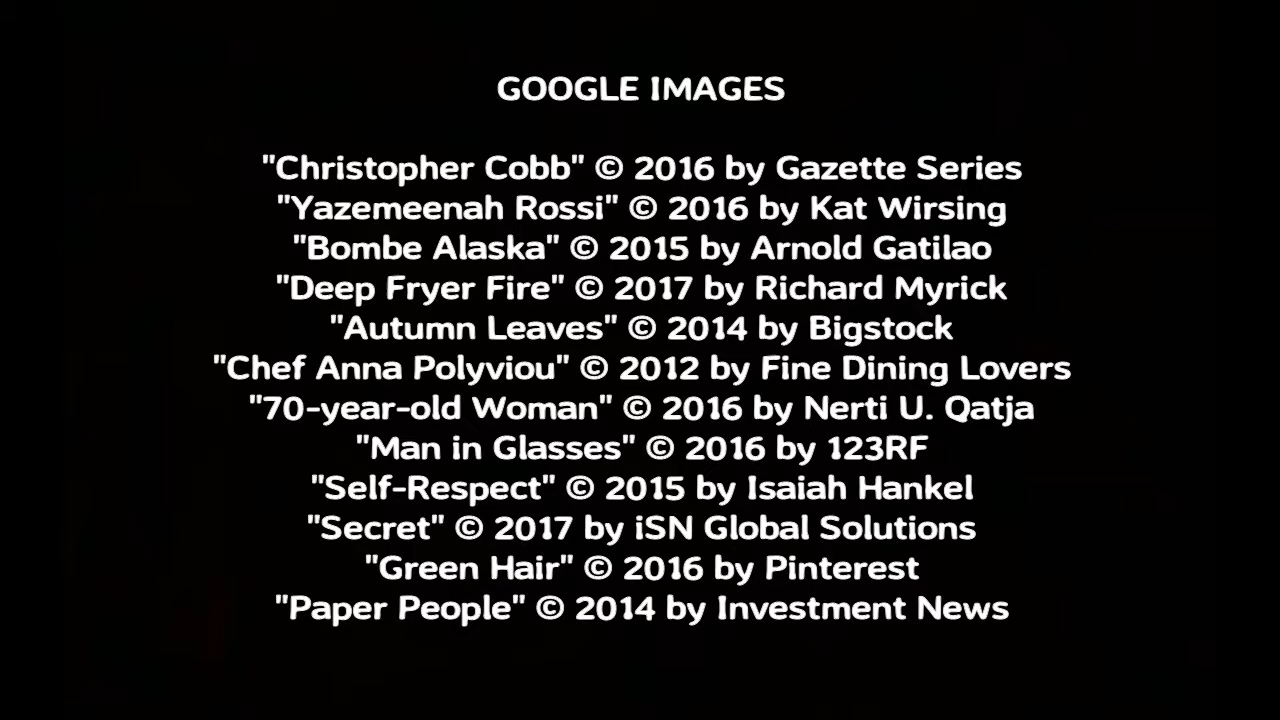 GOOGLE IMAGES
"Christopher Cobb" © 2016 by Gazette Series
"Yazemeenah Rossi" © 2016 by Kat Wirsing
"Bombe Alaska" © 2015 by Arnold Gatilao
"Deep Fryer Fire" © 2017 by Richard Myrick
"Autumn Leaves" © 2014 by Bigstock
"Chef Anna Polyviou" © 2012 by Fine Dining Lovers
"70-year-old Woman" © 2016 by Nerti U. Qatja
"Man in Glasses" © 2016 by 123RF
"Self-Respect" © 2015 by Isaiah Hankel
"Secret" © 2017 by iSN Global Solutions
"Green Hair" © 2016 by Pinterest
"Paper People" © 2014 by Investment News